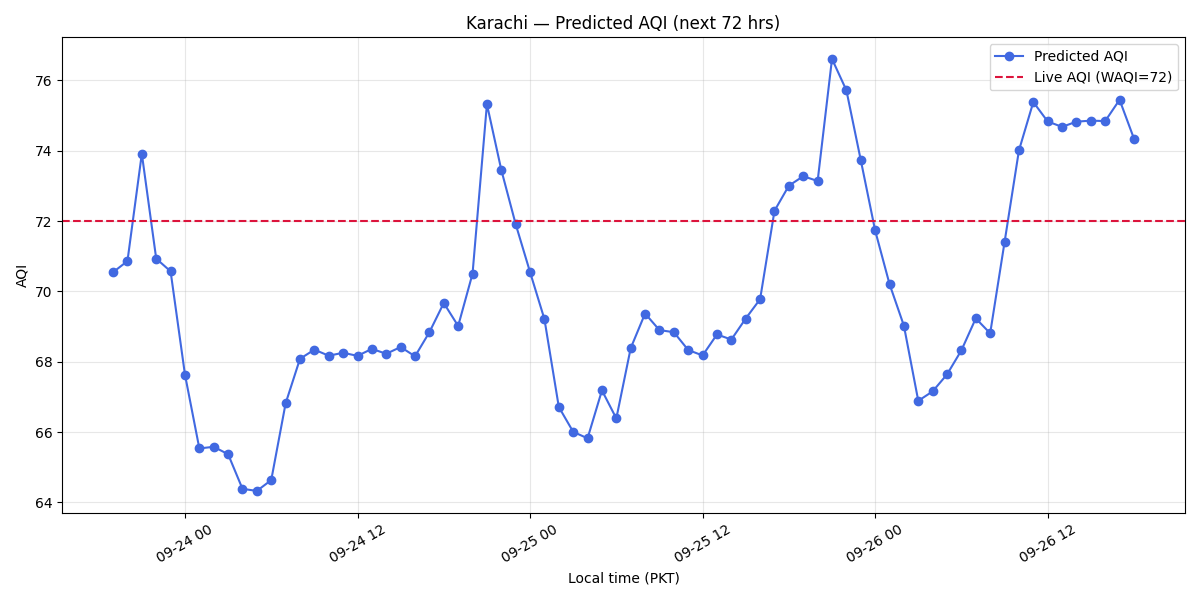 Karachi — Predicted AQI (next 72 hrs)
Predicted AQI
Live AQI (WAQI=72)
AQI
76
74
72
70
68
66
64
09-24 00
09-24 12
09-25 00
09-25 12
09-26 00
09-26 12
Local time (PKT)